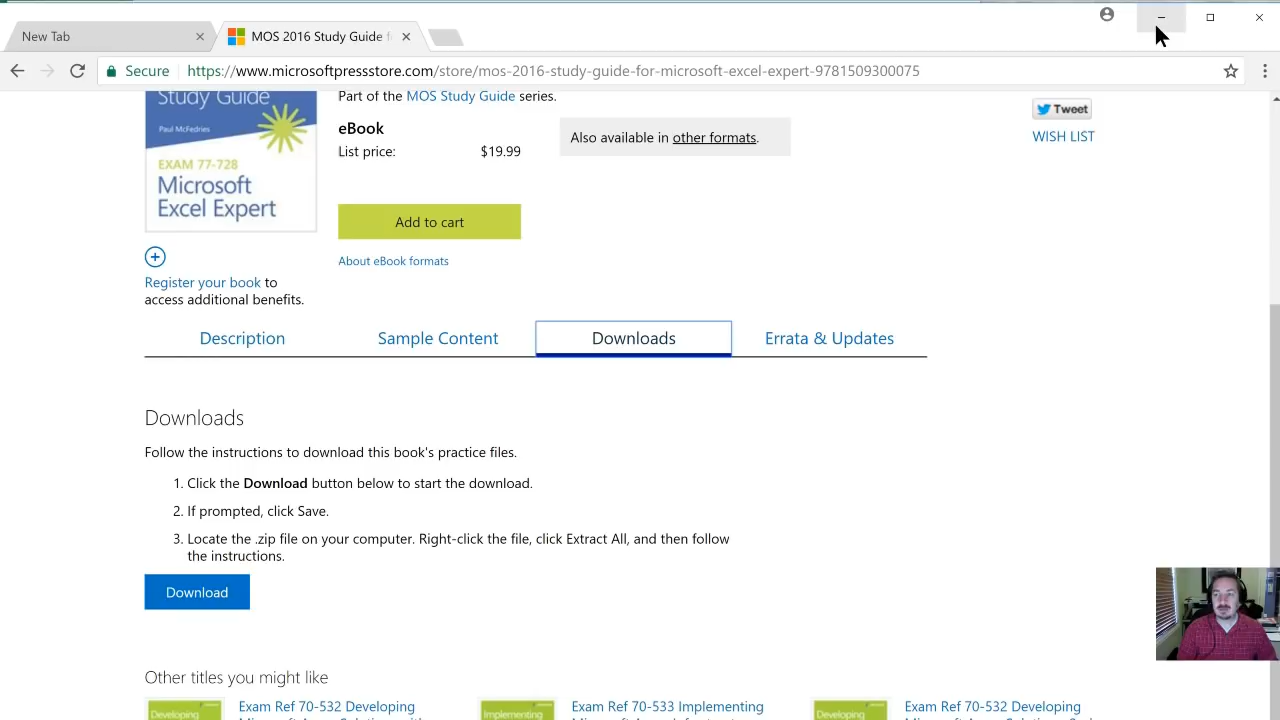 New Tab
MOS 2016 Study Guide f
Secure
https://www.microsoftpressstore.com/store/mos-2016-study-guide-for-microsoft-excel-expert-9781509300075
Study Guide
Paul McFedries
EXAM 77-728
Microsoft
Excel Expert
Part of the MOS Study Guide series.
eBook
List price: $19.99
Also available in other formats.
Add to cart
About eBook formats
Tweet
WISH LIST
Register your book to
access additional benefits.
Description
Sample Content
Downloads
Errata & Updates
Downloads
Follow the instructions to download this book's practice files.
1. Click the Download button below to start the download.
2. If prompted, click Save.
3. Locate the .zip file on your computer. Right-click the file, click Extract All, and then follow
the instructions.
Download
Other titles you might like
Developing
Exam Ref 70-532 Developing
Implementing
Exam Ref 70-533 Implementing
Developing
Exam Ref 70-532 Developing